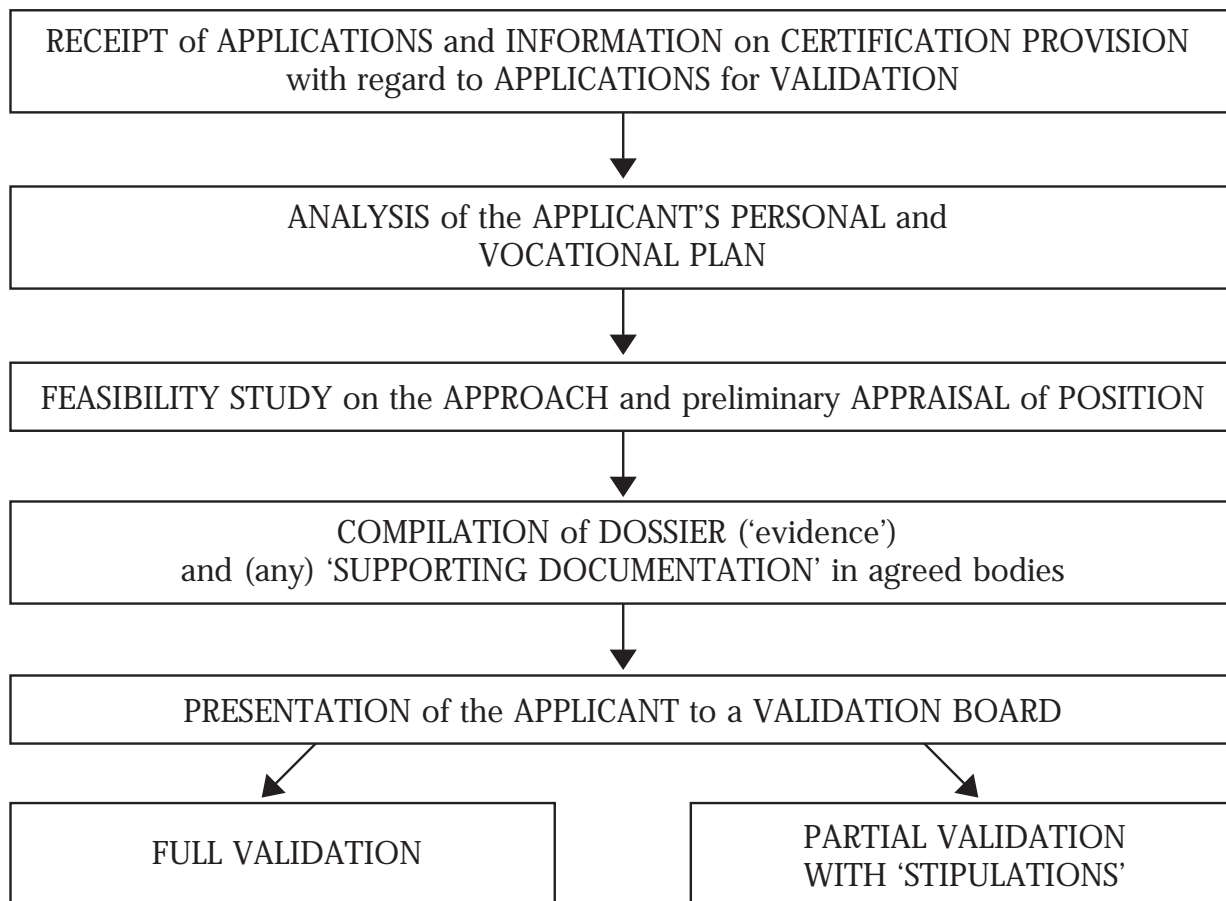 RECEIPT of APPLICATIONS and INFORMATION on CERTIFICATION PROVISION
with regard to APPLICATIONS for VALIDATION
ANALYSIS of the APPLICANT’S PERSONAL and
VOCATIONAL PLAN
FEASIBILITY STUDY on the APPROACH and preliminary APPRAISAL of POSITION
COMPILATION of DOSSIER (‘evidence’)
and (any) ‘SUPPORTING DOCUMENTATION’ in agreed bodies
PRESENTATION of the APPLICANT to a VALIDATION BOARD
FULL VALIDATION
PARTIAL VALIDATION
WITH ‘STIPULATIONS’